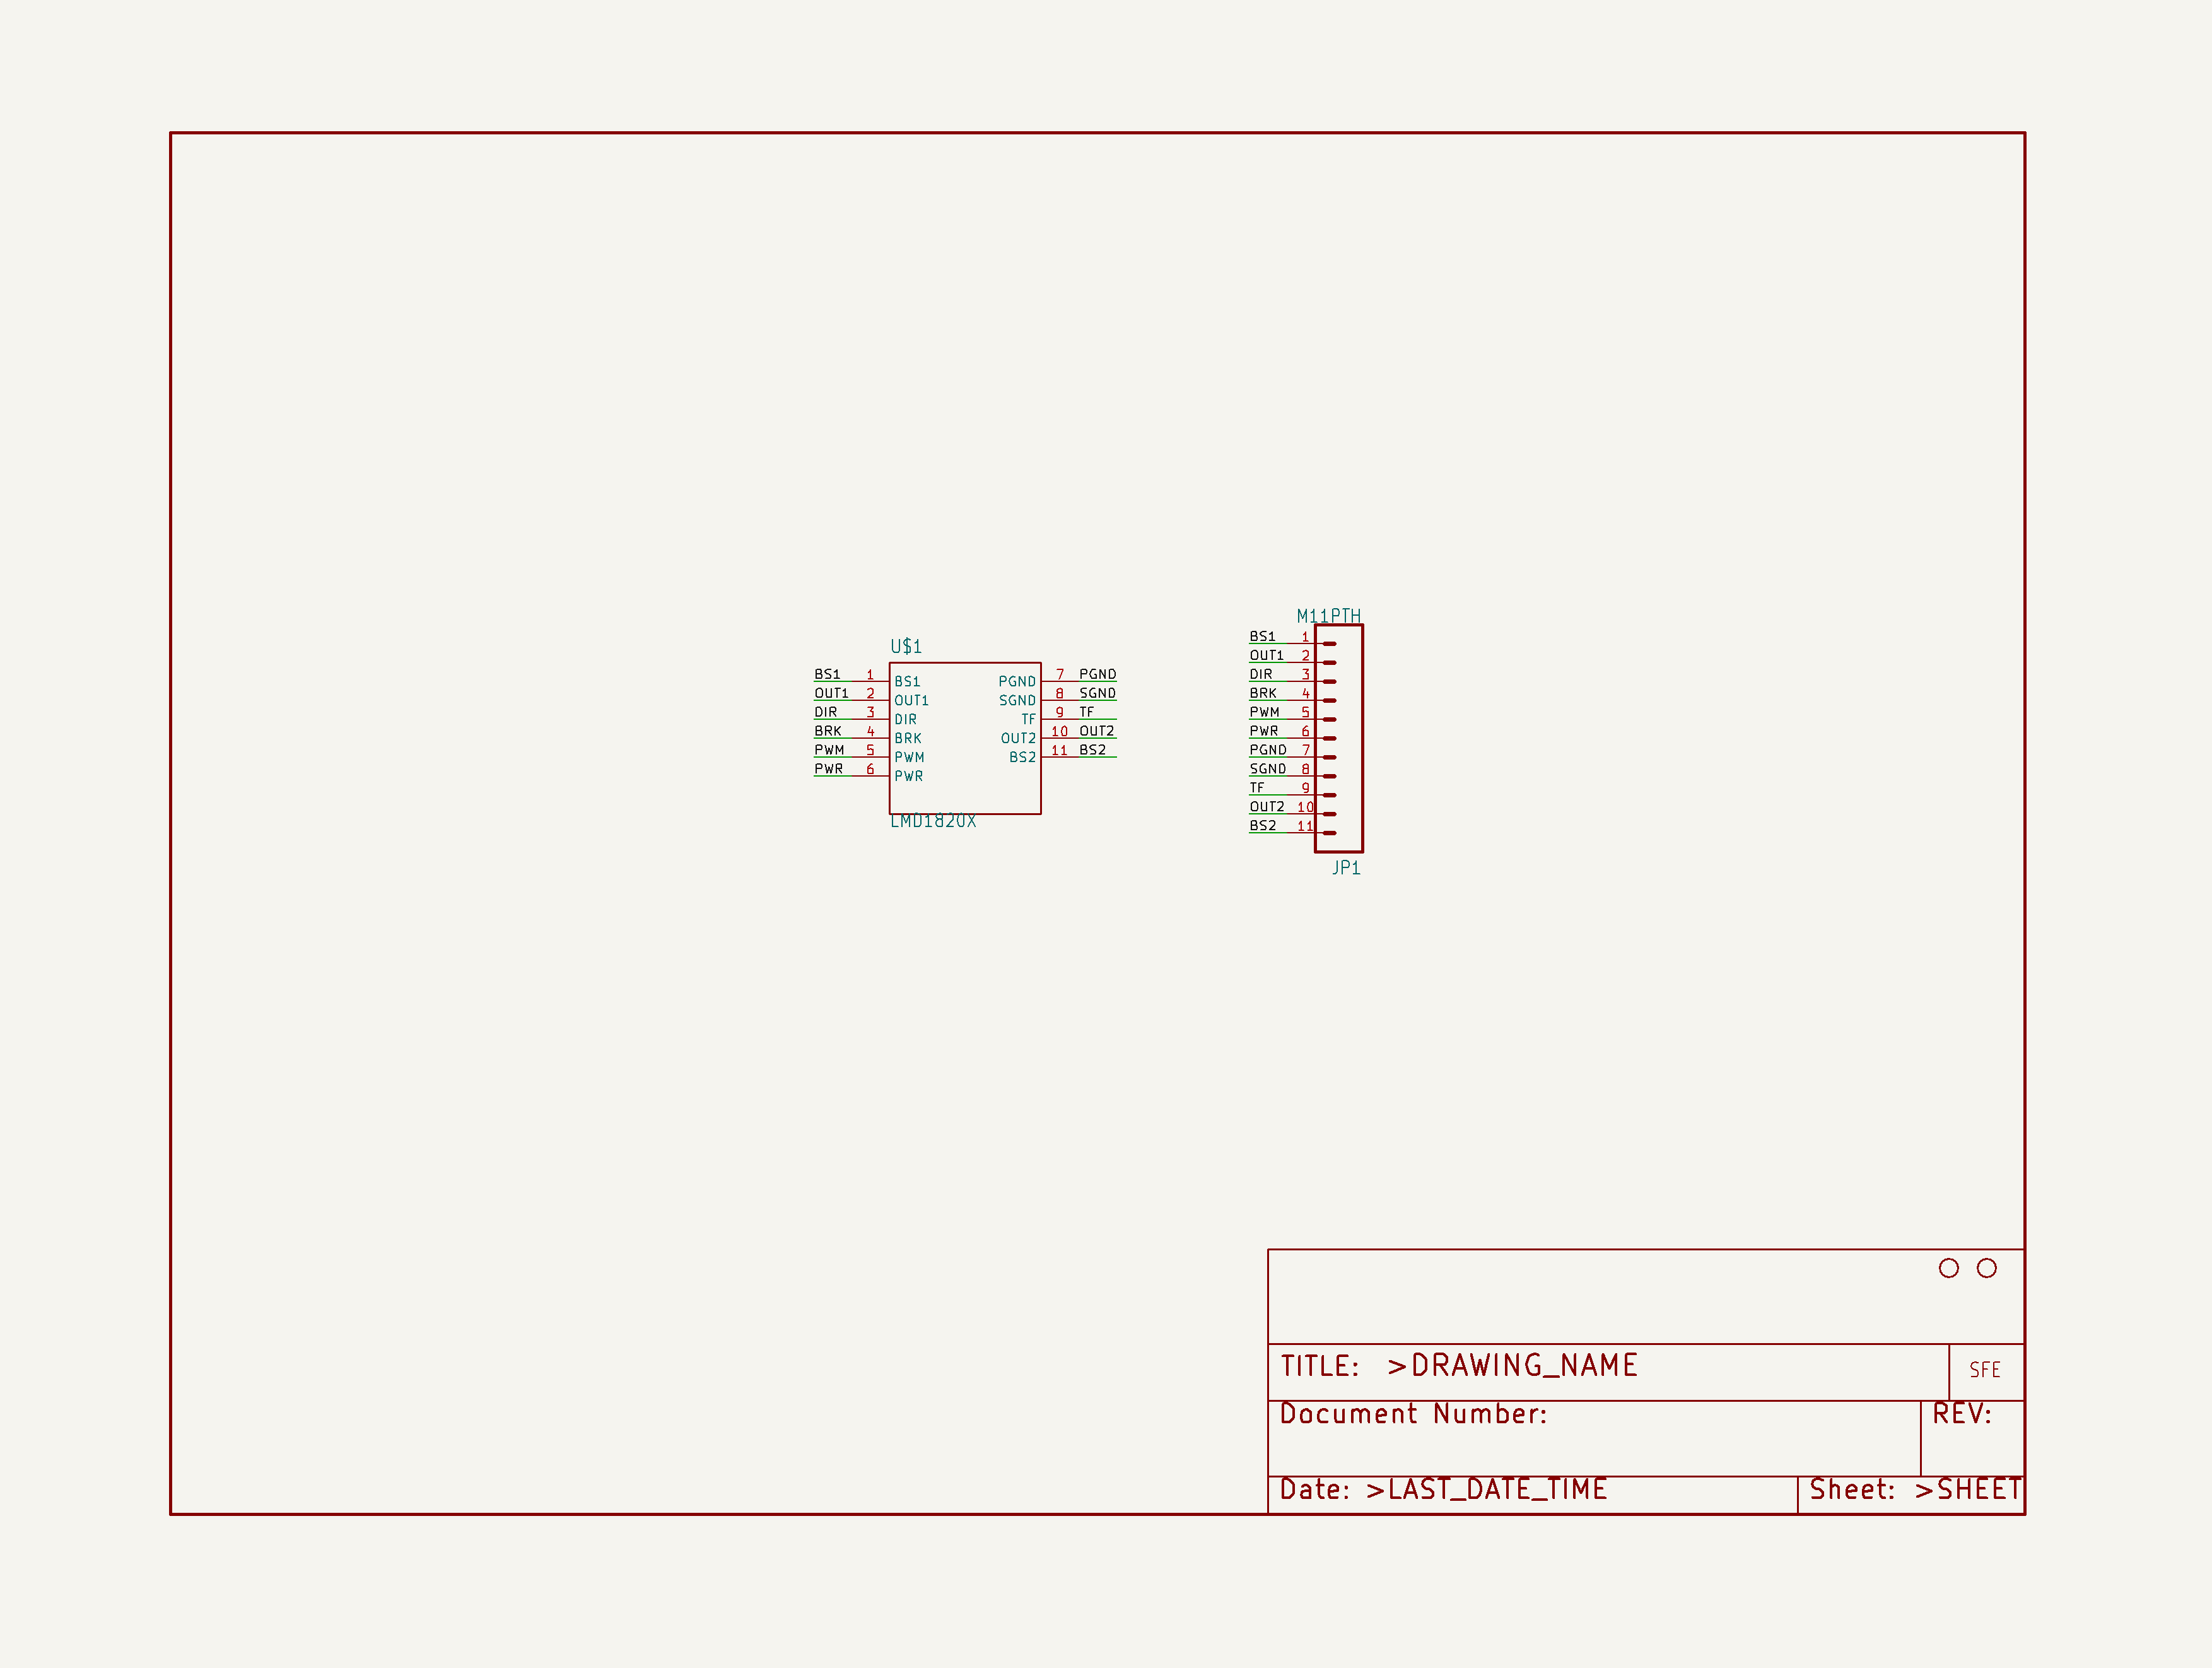 M11PTH
BS1 1
OUT1 2
DIR 3
BRK 4
PWM 5
PWR 6
PGND 7
SGND 8
TF 9
OUT2 10
BS2 11
JP1
U$1
BS1 1 BS1 PGND 7 PGND
OUT1 2 OUT1 SGND 8 SGND
DIR 3 DIR TF 9 TF
BRK 4 BRK OUT2 10 OUT2
PWM 5 PWM BS2 11 BS2
PWR 6 PWR
LMD1820X
TITLE: >DRAWING_NAME
SFE
Document Number:
REV:
Date: >LAST_DATE_TIME
Sheet: >SHEET